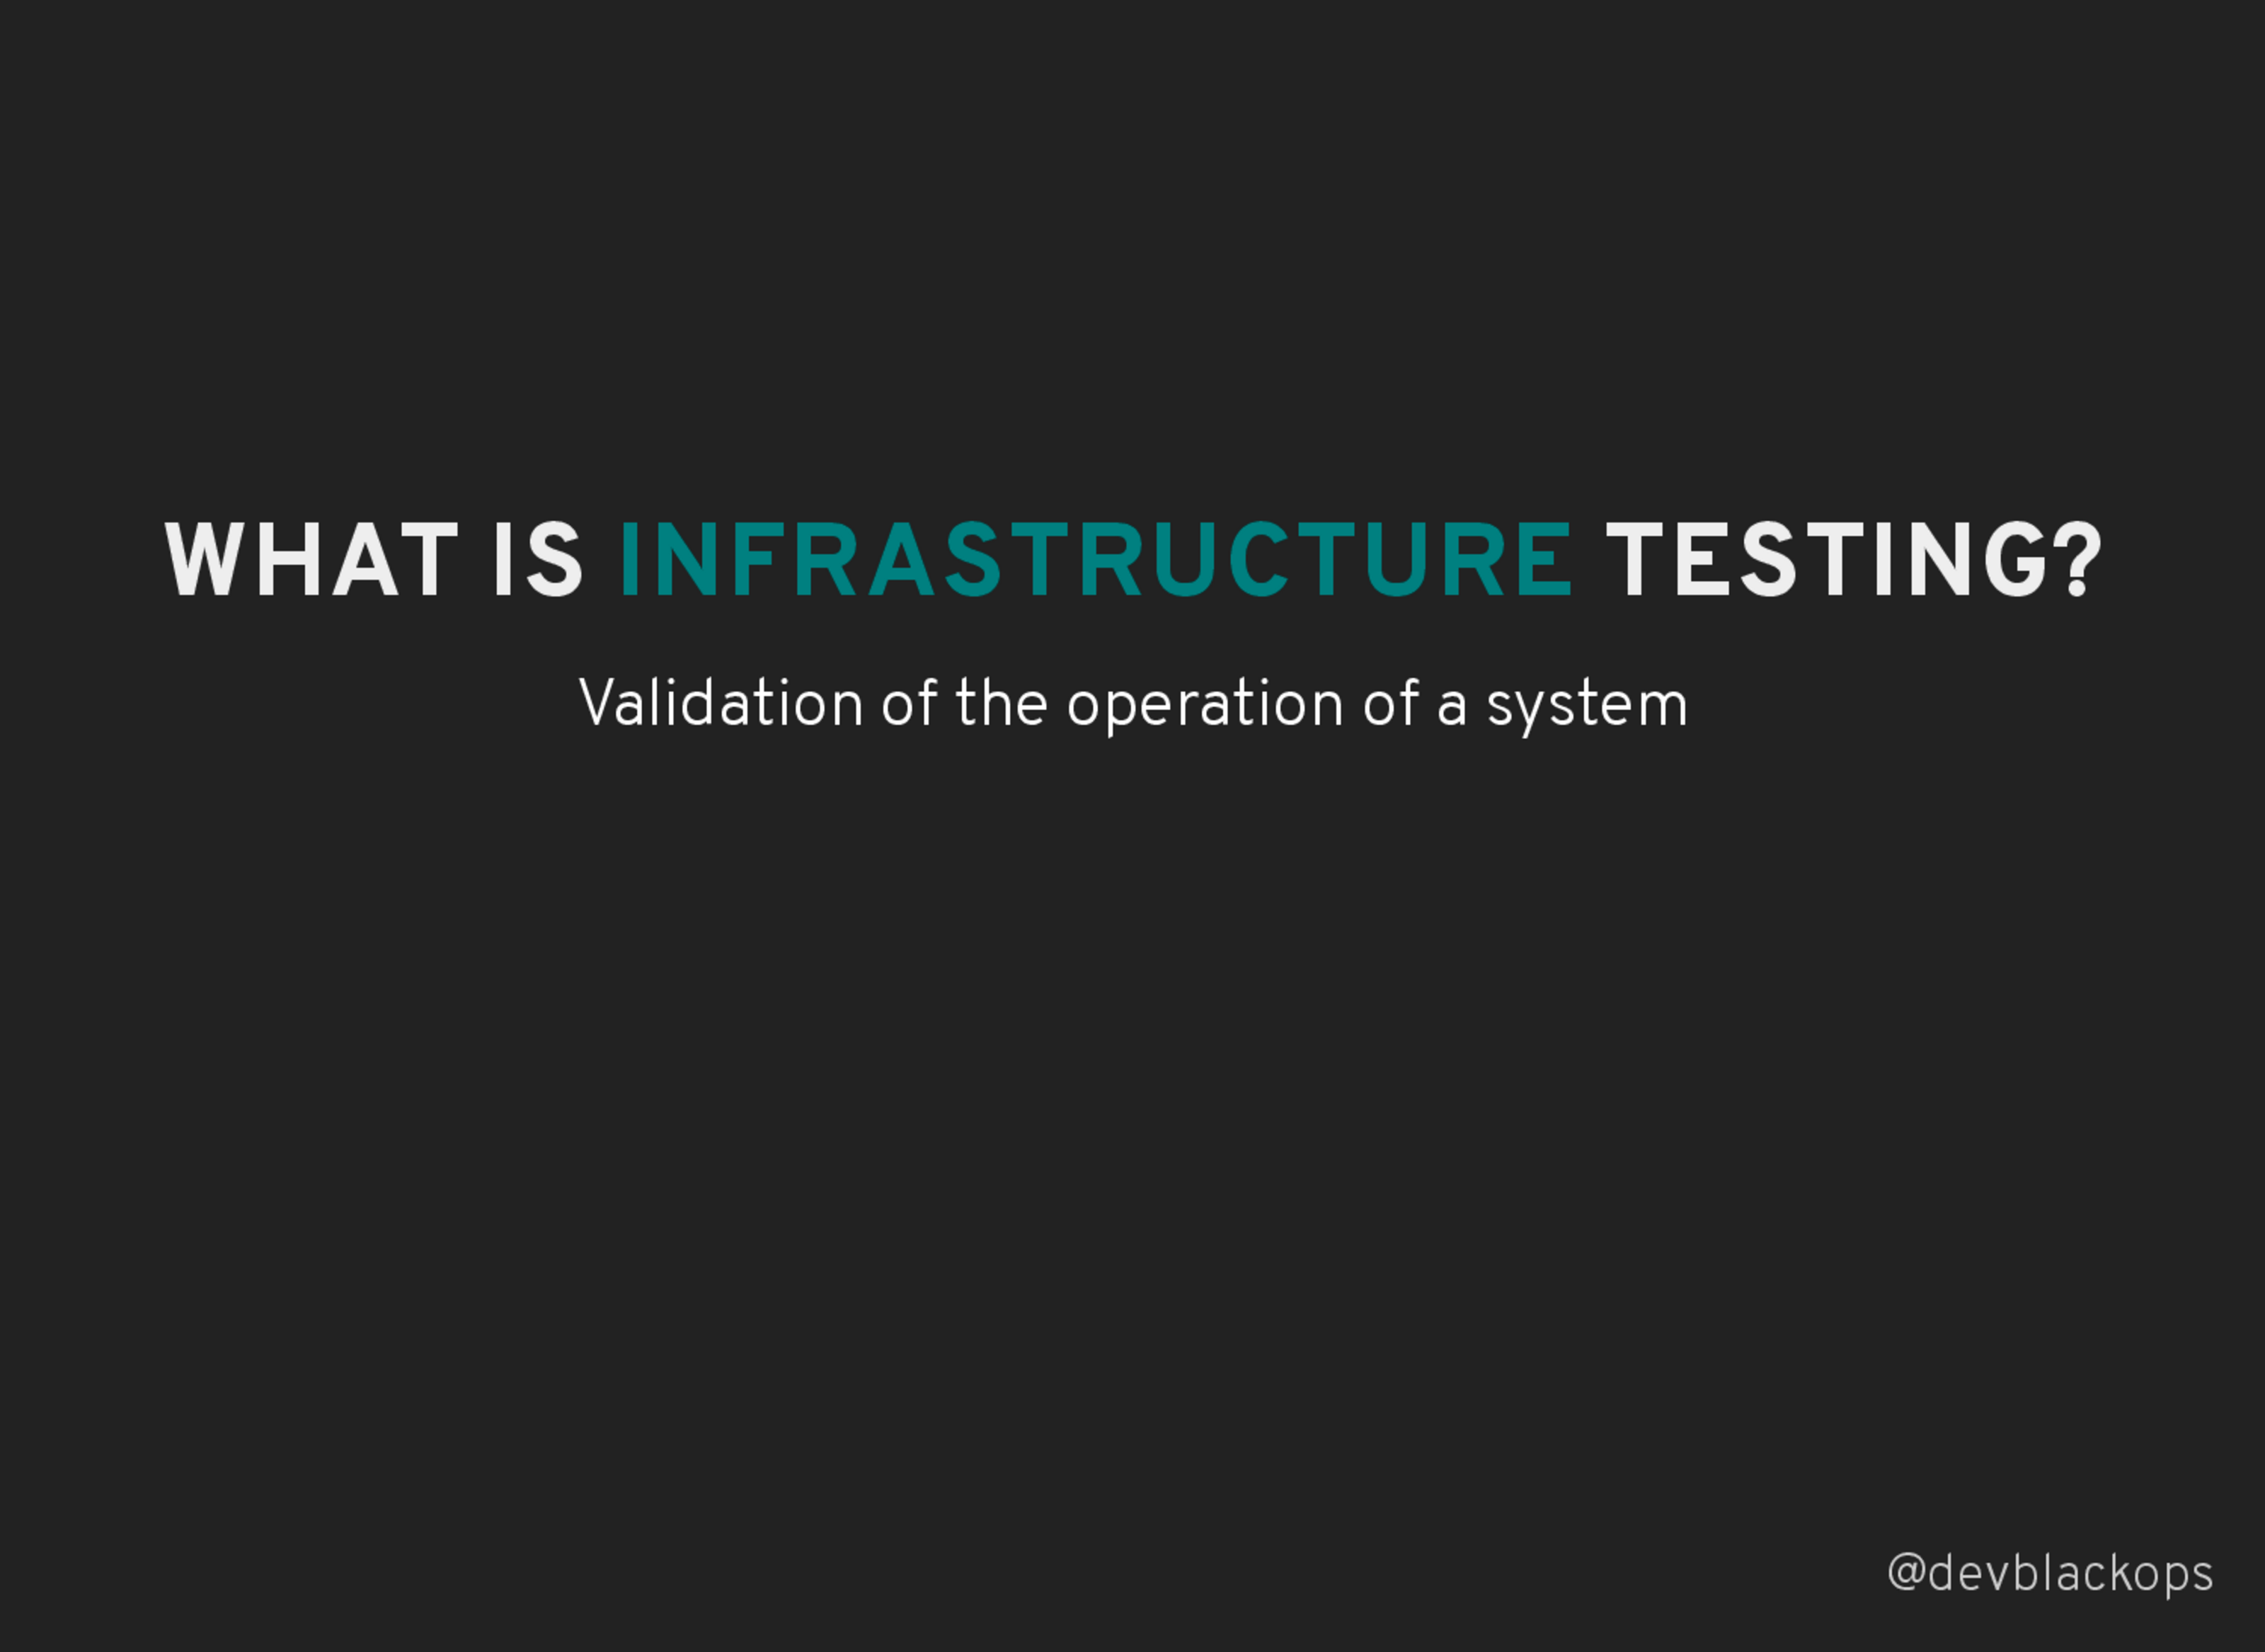 WHAT IS INFRASTRUCTURE TESTING?
Validation of the operation of a system
@devblackops